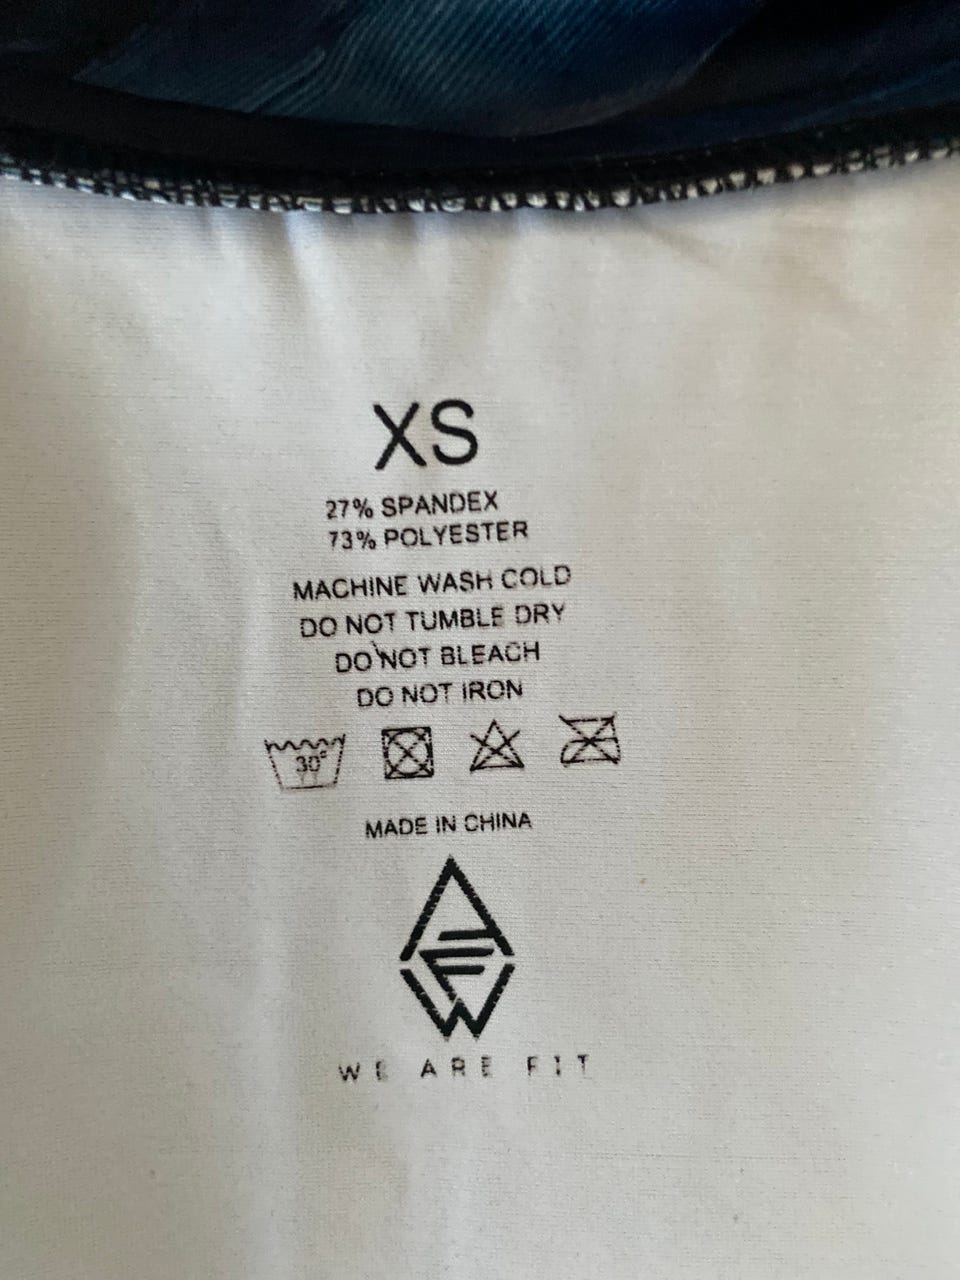 XS
27% SPANDEX
73% POLYESTER
MACHINE WASH COLD
DO NOT TUMBLE DRY
DO NOT BLEACH
DO NOT IRON
30°
MADE IN CHINA
WE ARE FIT